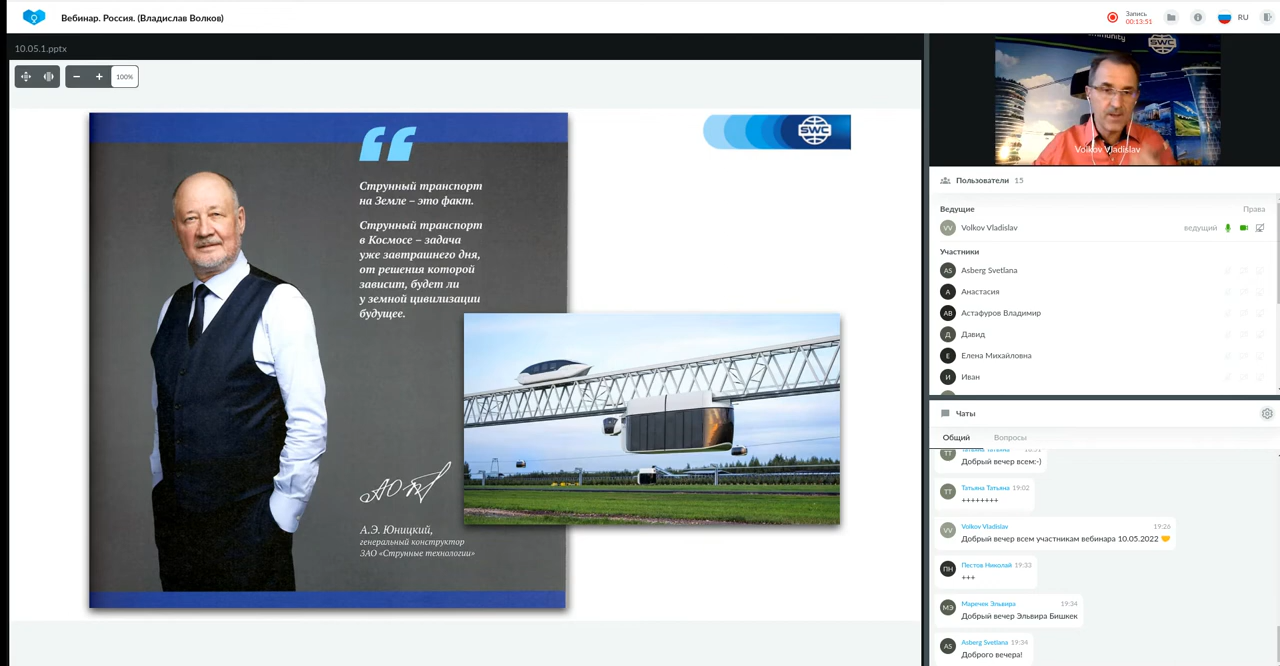 Вебинар. Россия. (Владислав Волков)
Запись
00:13:51
RU
10.05.1.pptx
100%
Струнный транспорт
на Земле – это факт.
Струнный транспорт
в Космосе – задача
уже завтрашнего дня,
от решения которой
зависит, будет ли
у земной цивилизации
будущее.
А.Э. Юницкий,
генеральный конструктор
ЗАО «Струнные технологии»
SWC
SWC
Volkov Vladislav
Пользователи 15
Ведущие
Права
VV
Volkov Vladislav
ведущий
Участники
AS
Asberg Svetlana
А
Анастасия
АВ
Астафуров Владимир
Д
Давид
Е
Елена Михайловна
И
Иван
Чаты
Общий
Вопросы
ТТ
Татьяна Татьяна
Добрый вечер всем:-)
ТТ
Татьяна Татьяна 19:02
++++++++
VV
Volkov Vladislav 19:26
Добрый вечер всем участникам вебинара 10.05.2022
ПН
Пестов Николай 19:33
+++
МЭ
Маречек Эльвира 19:34
Добрый вечер Эльвира Бишкек
AS
Asberg Svetlana 19:34
Доброго вечера!